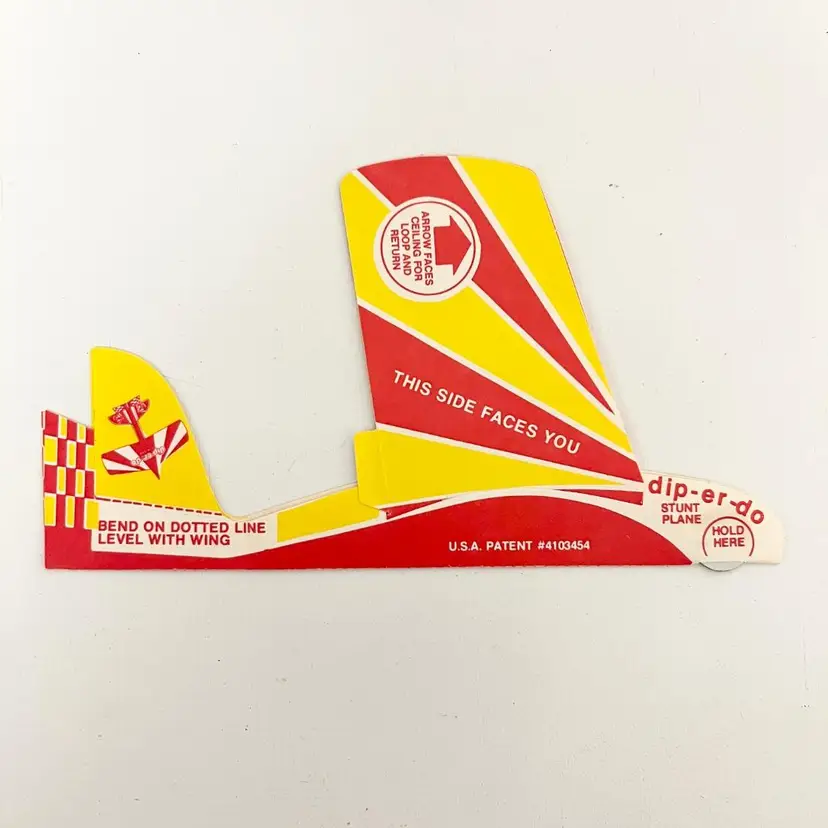 ARROW FACES
CEILING FOR
LOOP AND
RETURN
THIS SIDE FACES YOU
dip-er-do
STUNT
PLANE
HOLD
HERE
BEND ON DOTTED LINE
LEVEL WITH WING
U.S.A. PATENT #4103454